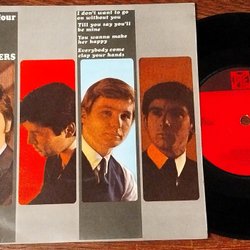 our
ERS
I don't want to go
on without you
Till you say you'll
be mine
You wanna make
her happy
Everybody come
clap your hands